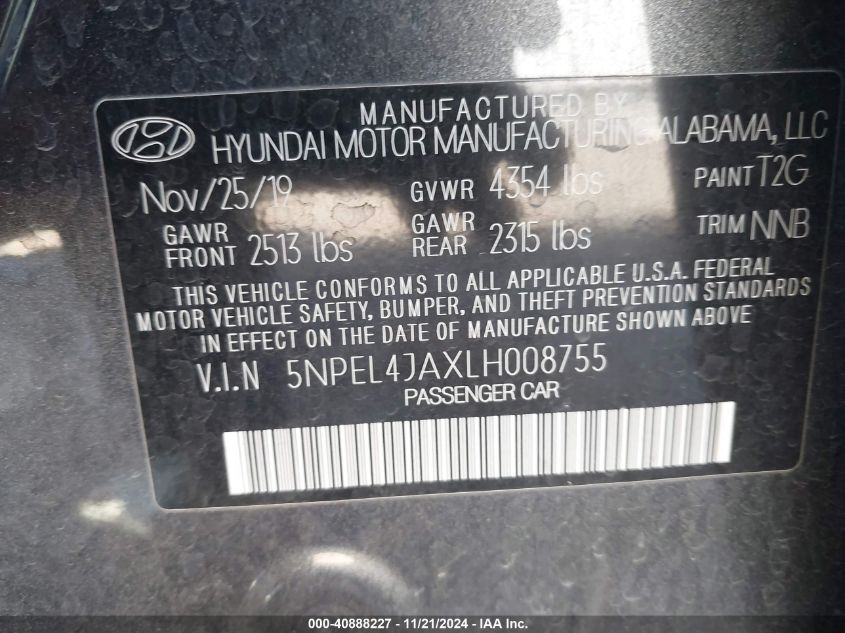 MANUFACTURED BY
HYUNDAI MOTOR MANUFACTURING ALABAMA, LLC
Nov/25/19 GVWR 4354 lbs PAINT T2G
GAWR FRONT 2513 lbs GAWR REAR 2315 lbs TRIM NNB
THIS VEHICLE CONFORMS TO ALL APPLICABLE U.S.A. FEDERAL
MOTOR VEHICLE SAFETY, BUMPER, AND THEFT PREVENTION STANDARDS
IN EFFECT ON THE DATE OF MANUFACTURE SHOWN ABOVE
V.I.N 5NPEL4JAXLH008755
PASSENGER CAR
000-40888227 - 11/21/2024 - IAA Inc.